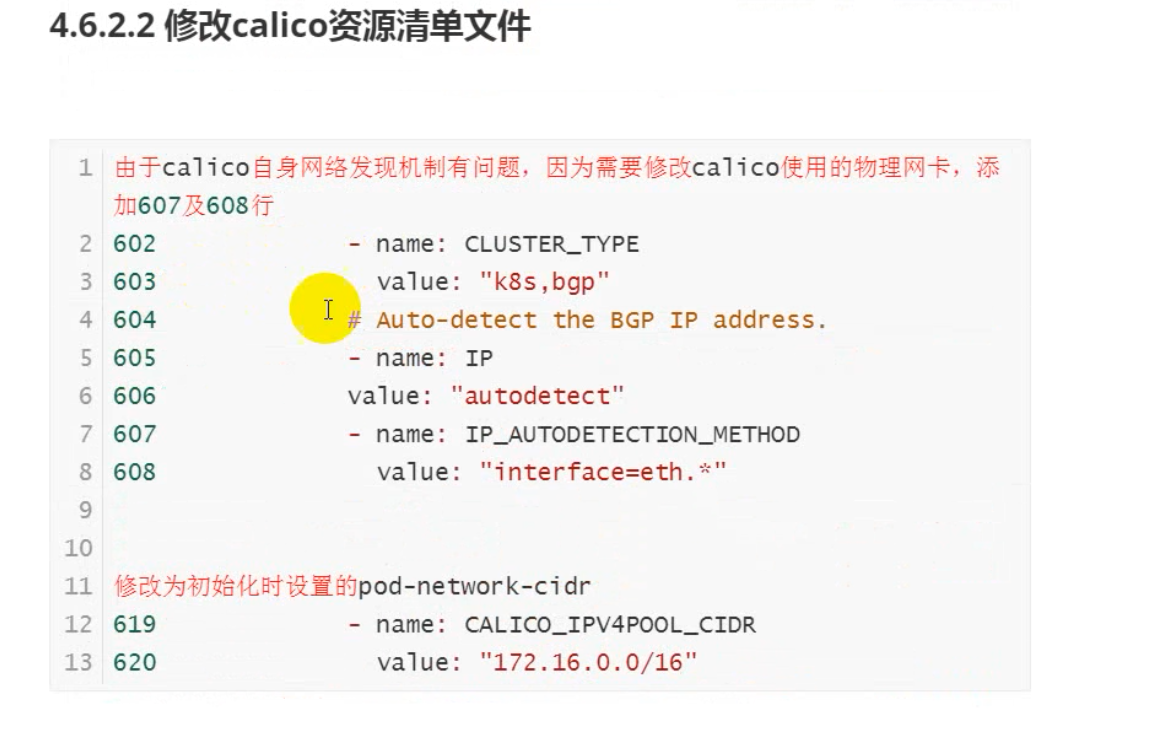 4.6.2.2 修改calico资源清单文件
1 由于calico自身网络发现机制有问题，因为需要修改calico使用的物理网卡，添
加607及608行
2 602 - name: CLUSTER_TYPE
3 603 value: "k8s,bgp"
4 604 # Auto-detect the BGP IP address.
5 605 - name: IP
6 606 value: "autodetect"
7 607 - name: IP_AUTODETECTION_METHOD
8 608 value: "interface=eth.*"
9
10
11 修改为初始化时设置的pod-network-cidr
12 619 - name: CALICO_IPV4POOL_CIDR
13 620 value: "172.16.0.0/16"